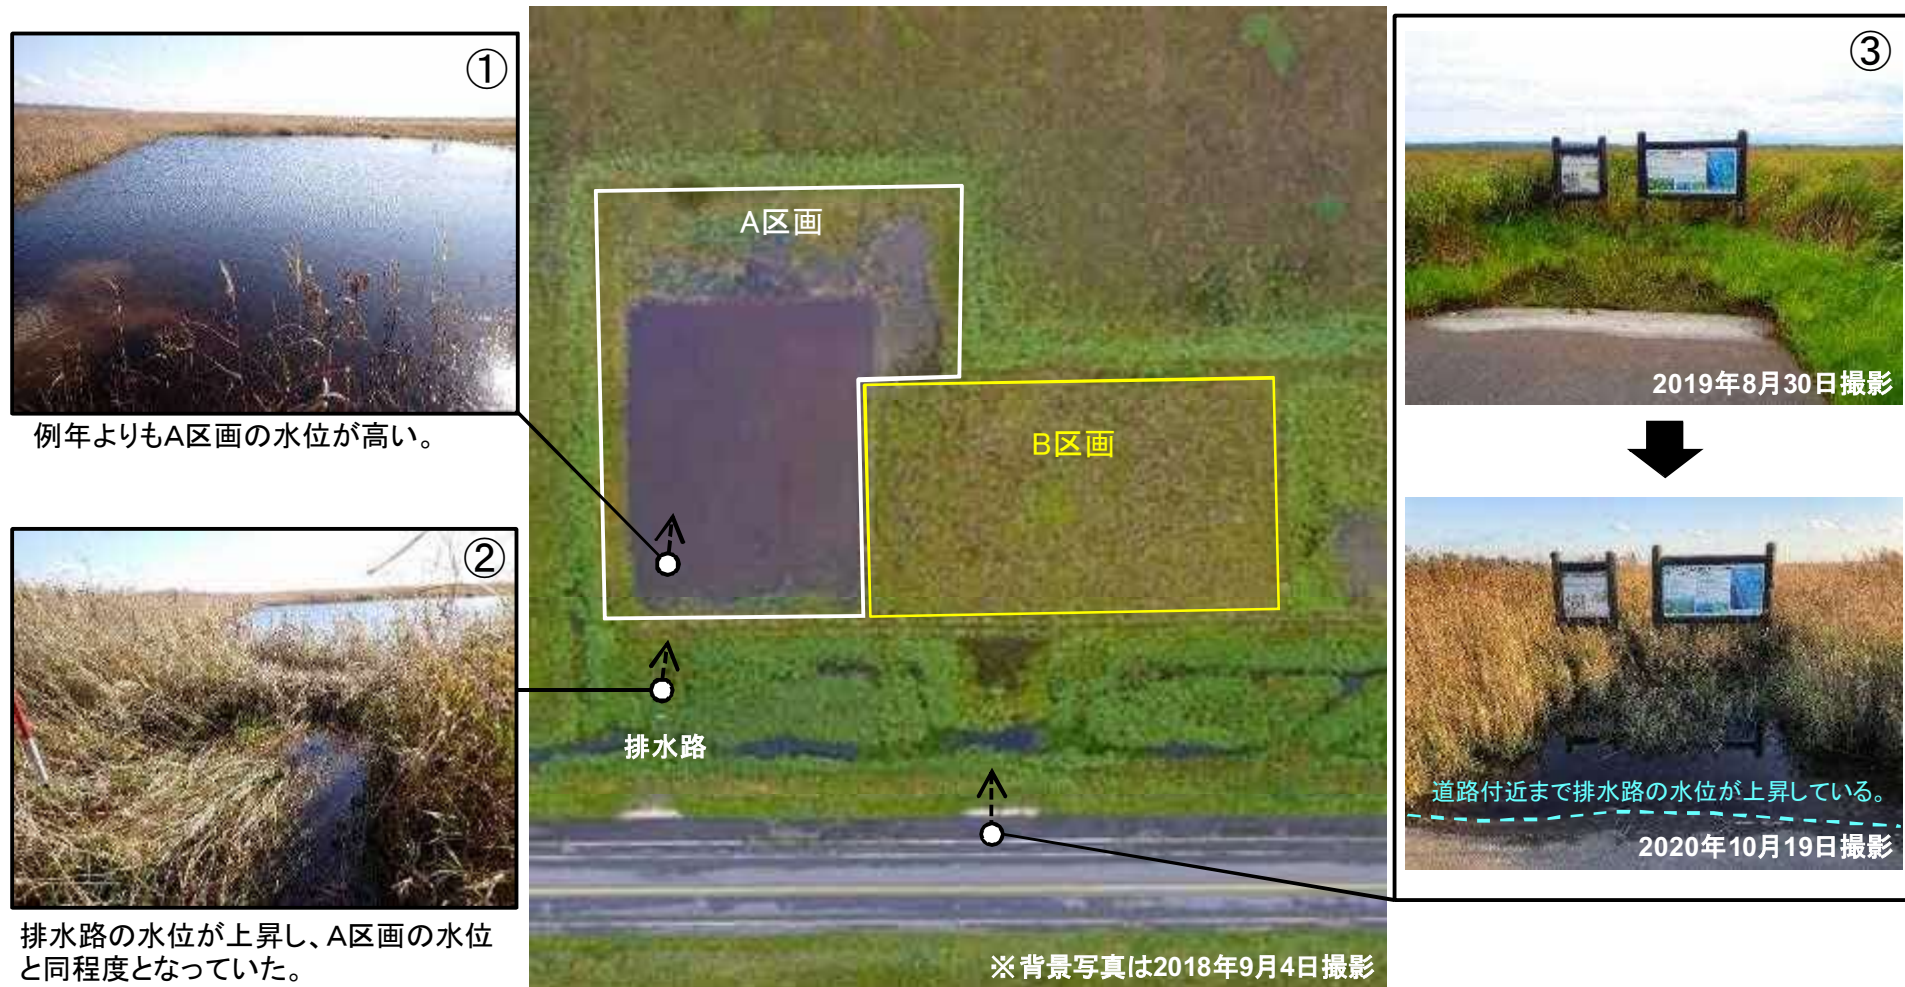 ①
例年よりもA区画の水位が高い。
②
排水路の水位が上昇し、A区画の水位
と同程度となっていた。
A区画
B区画
排水路
※背景写真は2018年9月4日撮影
③
2019年8月30日撮影
道路付近まで排水路の水位が上昇している。
2020年10月19日撮影